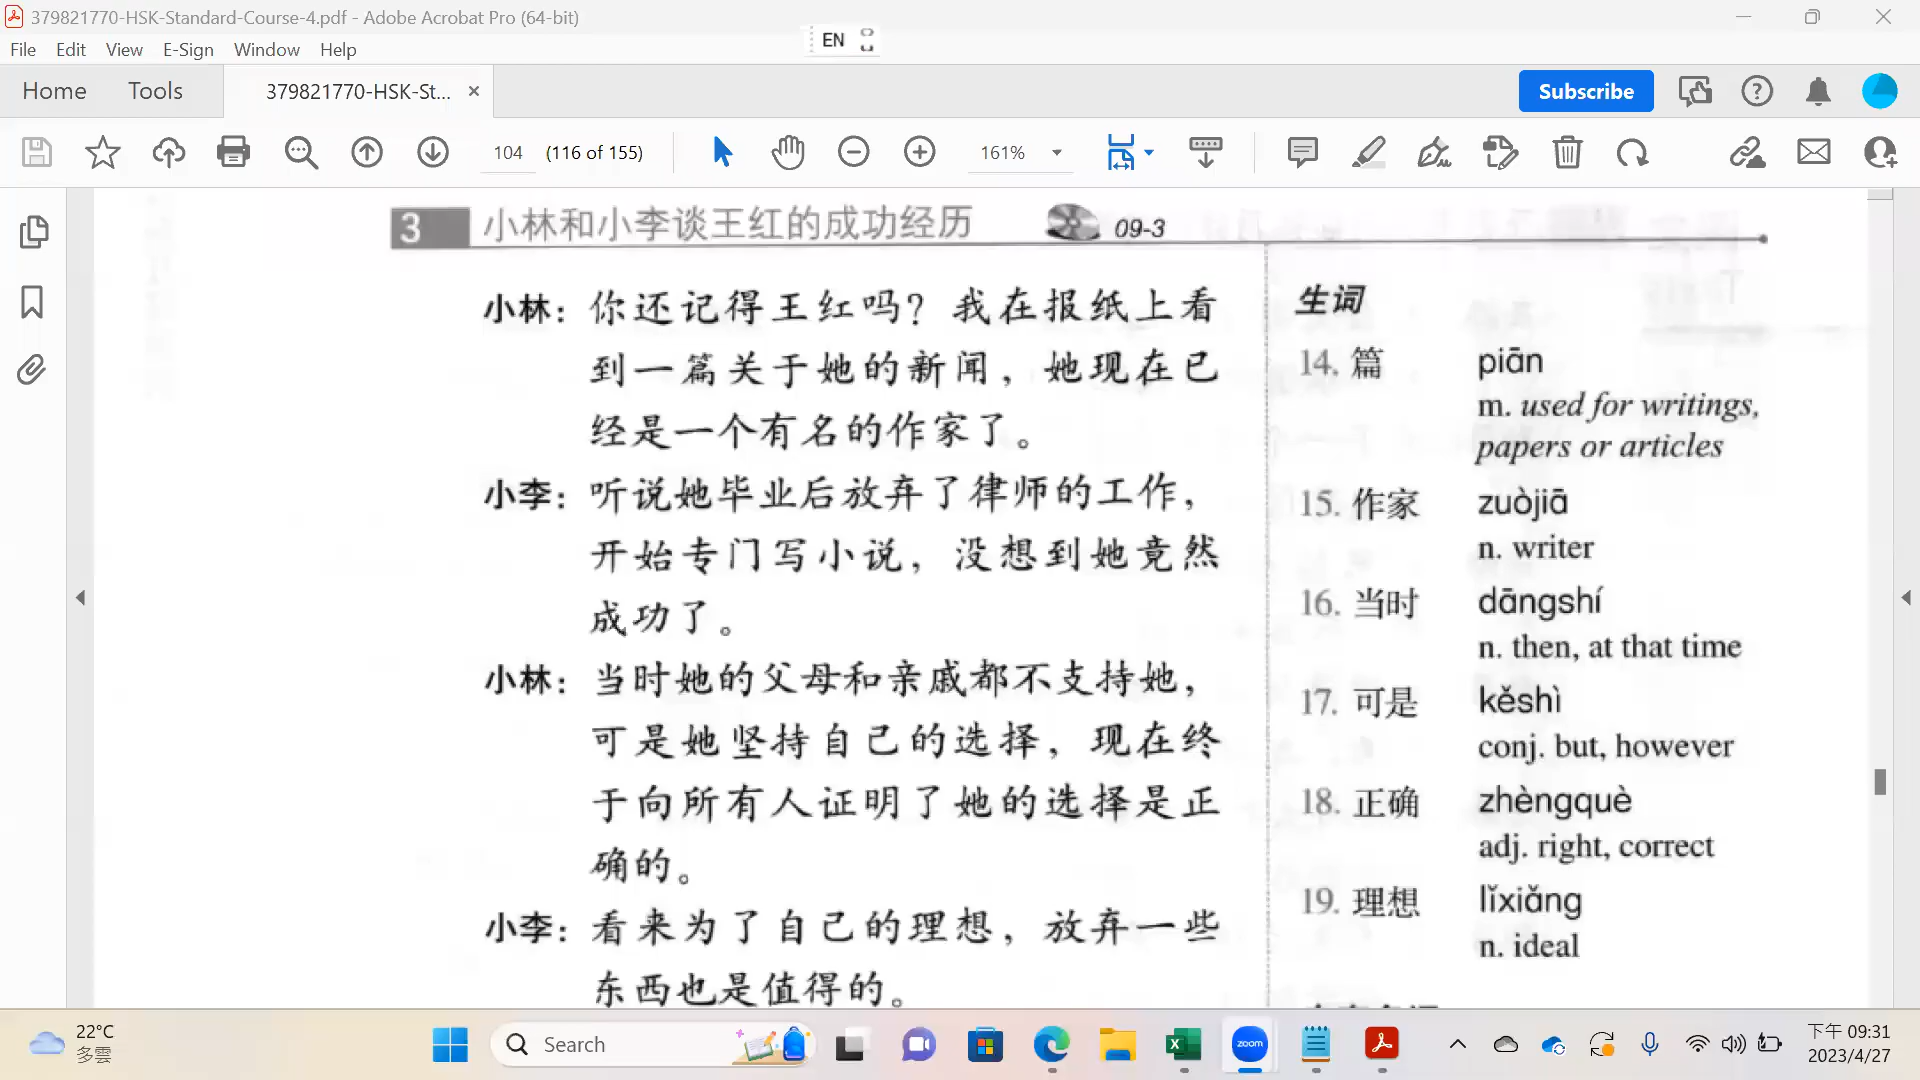 379821770-HSK-Standard-Course-4.pdf - Adobe Acrobat Pro (64-bit)
File Edit View E-Sign Window Help
EN
Home Tools 379821770-HSK-St... × Subscribe
104 (116 of 155) 161%
3 小林和小李谈王红的成功经历 09-3
小林：你还记得王红吗？我在报纸上看
到一篇关于她的新闻，她现在已
经是一个有名的作家了。
小李：听说她毕业后放弃了律师的工作，
开始专门写小说，没想到她竟然
成功了。
小林：当时她的父母和亲戚都不支持她，
可是她坚持自己的选择，现在终
于向所有人证明了她的选择是正
确的。
小李：看来为了自己的理想，放弃一些
东西也是值得的。
生词
14. 篇 piān
m. used for writings,
papers or articles
15. 作家 zuòjiā
n. writer
16. 当时 dāngshí
n. then, at that time
17. 可是 kěshì
conj. but, however
18. 正确 zhèngquè
adj. right, correct
19. 理想 lǐxiǎng
n. ideal
22°C
多雲
Search
zoom
下午 09:31
2023/4/27